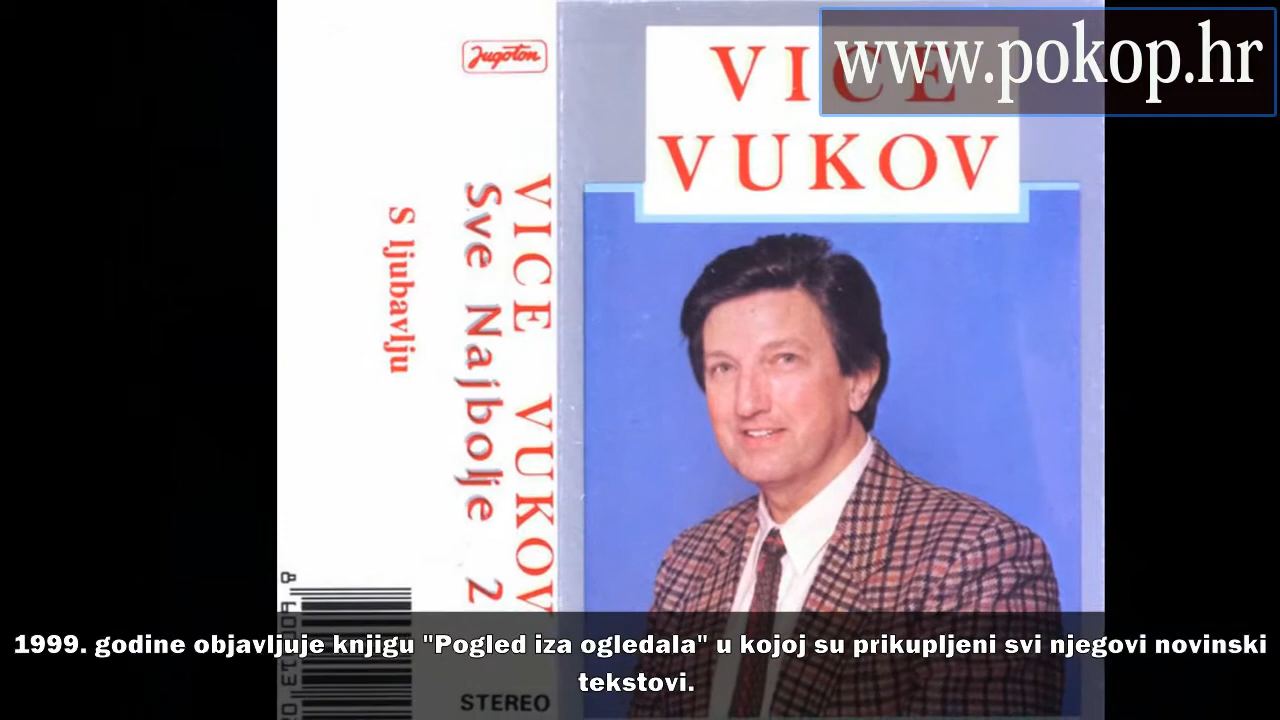 Jugoton
VICE VUKOV
Sve Najbolje 2
S ljubavlju
VICE
VUKOV
www.pokop.hr
1999. godine objavljuje knjigu "Pogled iza ogledala" u kojoj su prikupljeni svi njegovi novinski
tekstovi.
STEREO